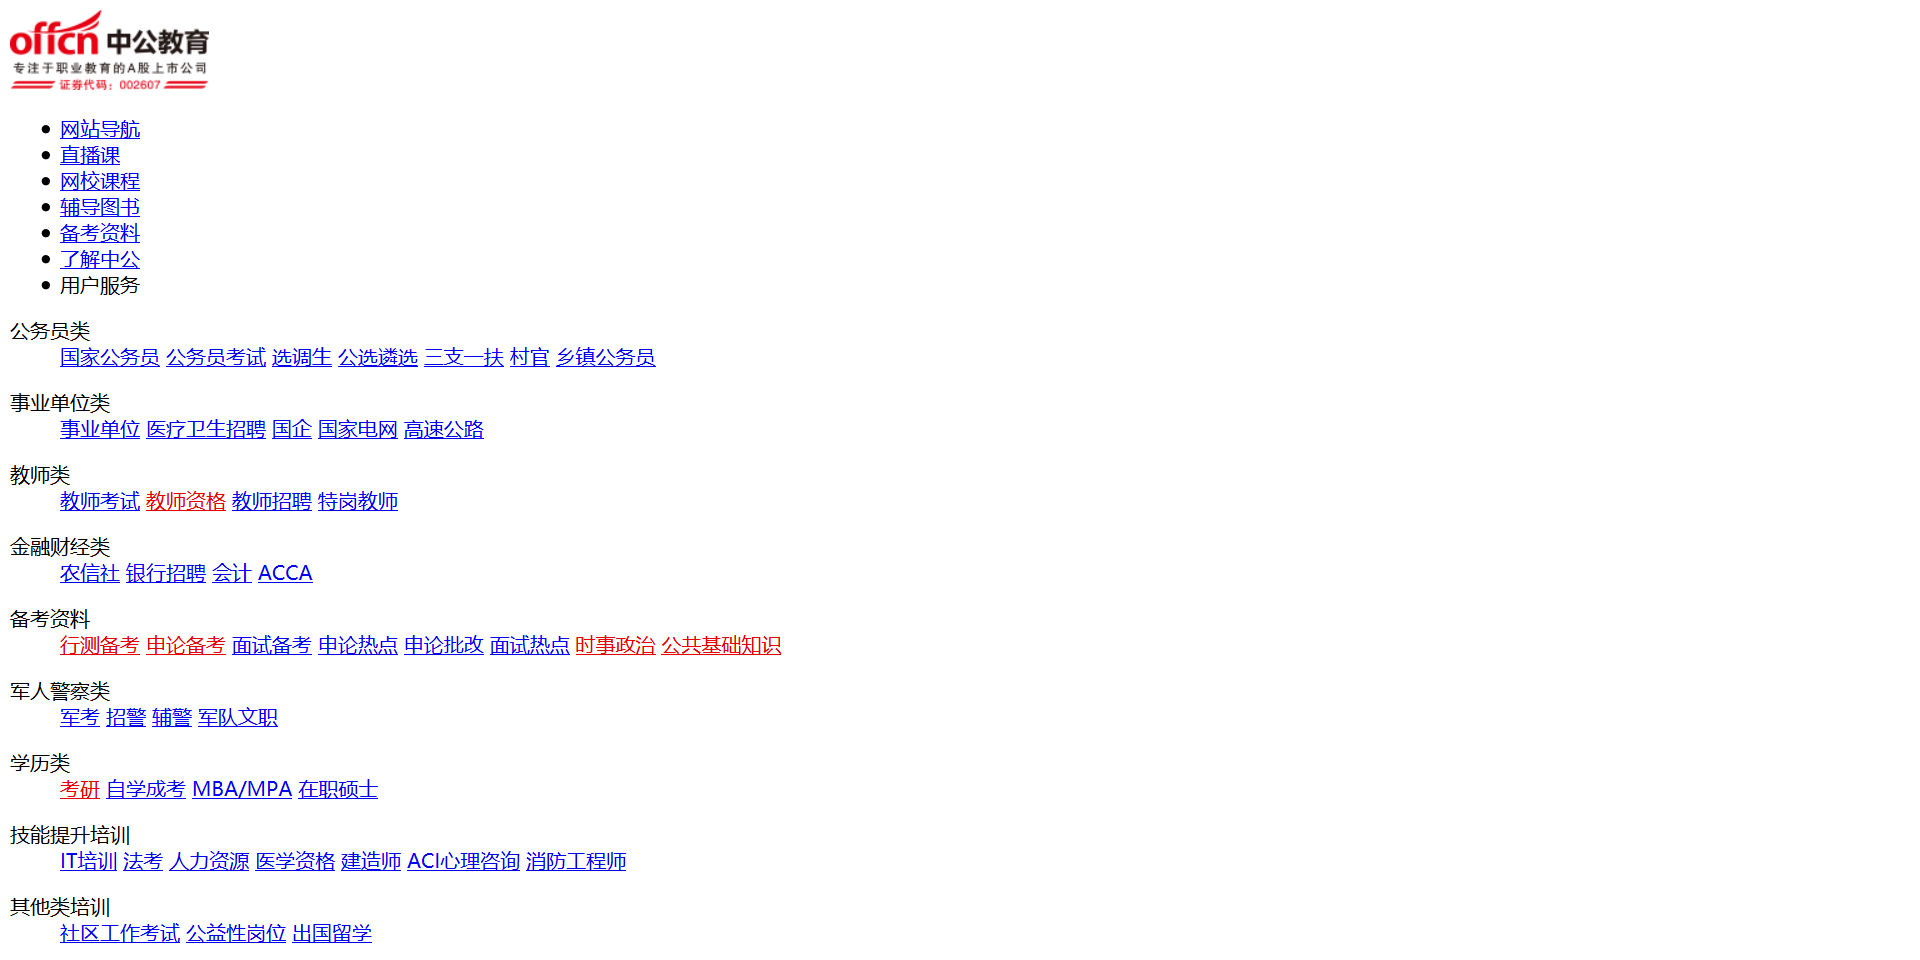 offcn 中公教育
专注于职业教育的A股上市公司
证券代码：002607
网站导航
直播课
网校课程
辅导图书
备考资料
了解中公
用户服务
公务员类
国家公务员 公务员考试 选调生 公选遴选 三支一扶 村官 乡镇公务员
事业单位类
事业单位 医疗卫生招聘 国企 国家电网 高速公路
教师类
教师考试 教师资格 教师招聘 特岗教师
金融财经类
农信社 银行招聘 会计 ACCA
备考资料
行测备考 申论备考 面试备考 申论热点 申论批改 面试热点 时事政治 公共基础知识
军人警察类
军考 招警 辅警 军队文职
学历类
考研 自学成考 MBA/MPA 在职硕士
技能提升培训
IT培训 法考 人力资源 医学资格 建造师 ACI心理咨询 消防工程师
其他类培训
社区工作考试 公益性岗位 出国留学